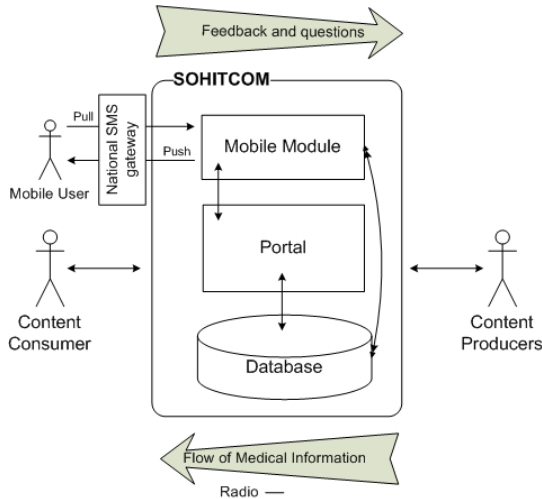 Feedback and questions
SOHITCOM
Pull
National SMS
gateway
Push
Mobile Module
Mobile User
Portal
Content
Consumer
Content
Producers
Database
Flow of Medical Information
Radio —